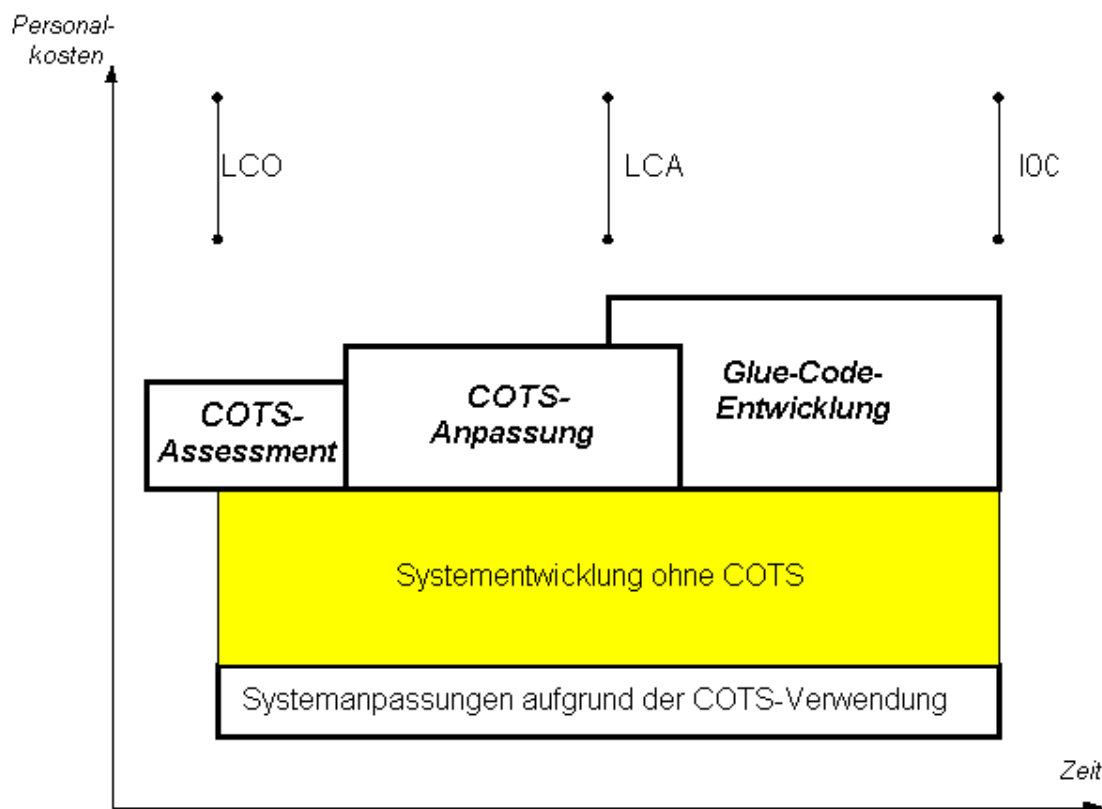 Personal-
kosten
LCO
LCA
IOC
COTS-
Assessment
COTS-
Anpassung
Glue-Code-
Entwicklung
Systementwicklung ohne COTS
Systemanpassungen aufgrund der COTS-Verwendung
Zeit